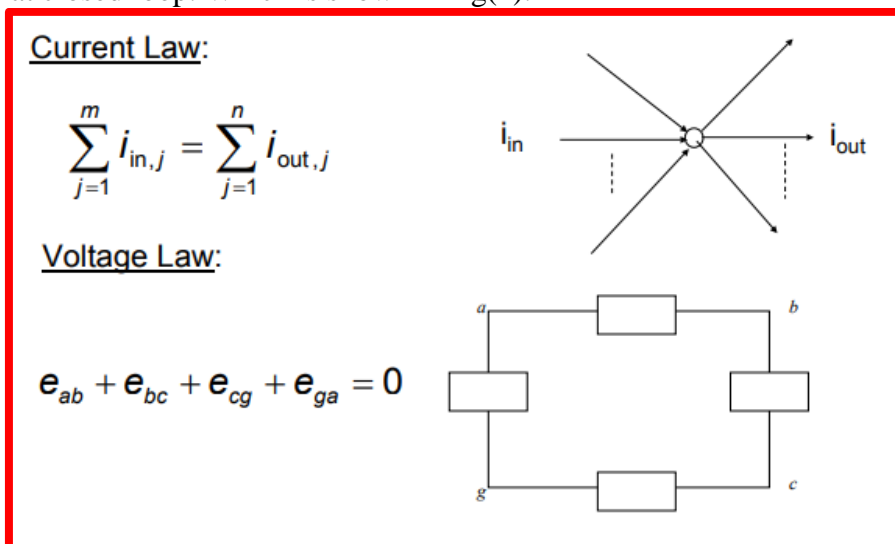 Current Law:
m n
∑ i_in,j = ∑ i_out,j
j=1 j=1
i_in i_out
Voltage Law:
a b
e_ab + e_bc + e_cg + e_ga = 0
g c